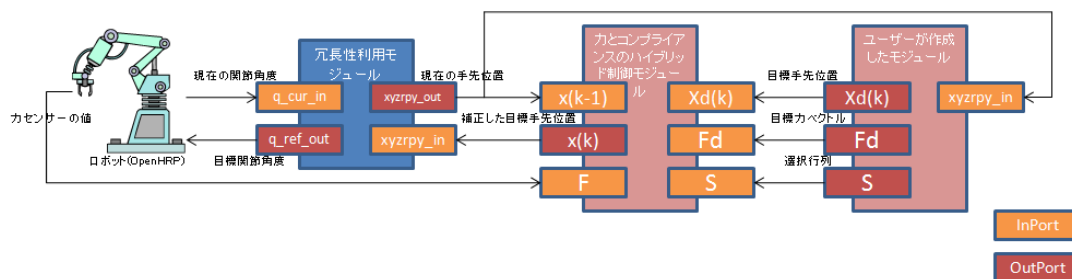 冗長性利用モ
ジュール
力とコンプライア
ンスのハイブリッ
ド制御モジュー
ル
ユーザーが作成
したモジュール
現在の関節角度
q_cur_in
xyzrpy_out
現在の手先位置
x(k-1)
Xd(k)
目標手先位置
Xd(k)
xyzrpy_in
力センサーの値
q_ref_out
xyzrpy_in
補正した目標手先位置
x(k)
Fd
目標力ベクトル
Fd
ロボット(OpenHRP)
目標関節角度
F
S
選択行列
S
InPort
OutPort